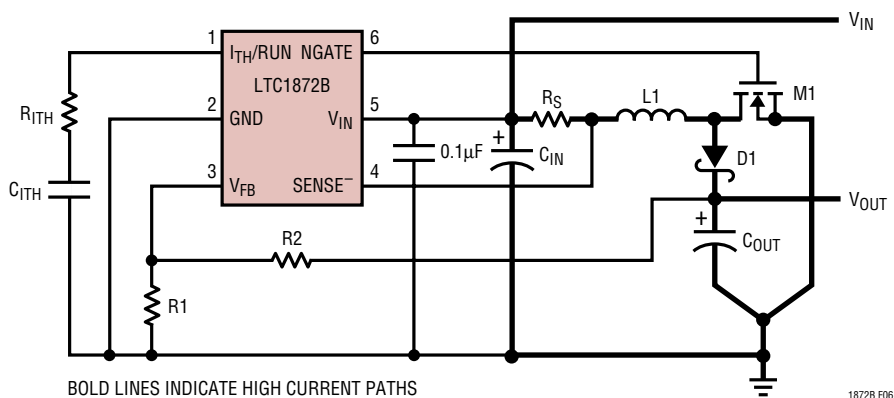 1
I_TH/RUN
NGATE
6
V_IN
LTC1872B
R_ITH
2
GND
V_IN
5
R_S
L1
M1
+
0.1µF
C_IN
D1
C_ITH
3
V_FB
SENSE⁻
4
V_OUT
+
C_OUT
R2
R1
BOLD LINES INDICATE HIGH CURRENT PATHS
1872B F06